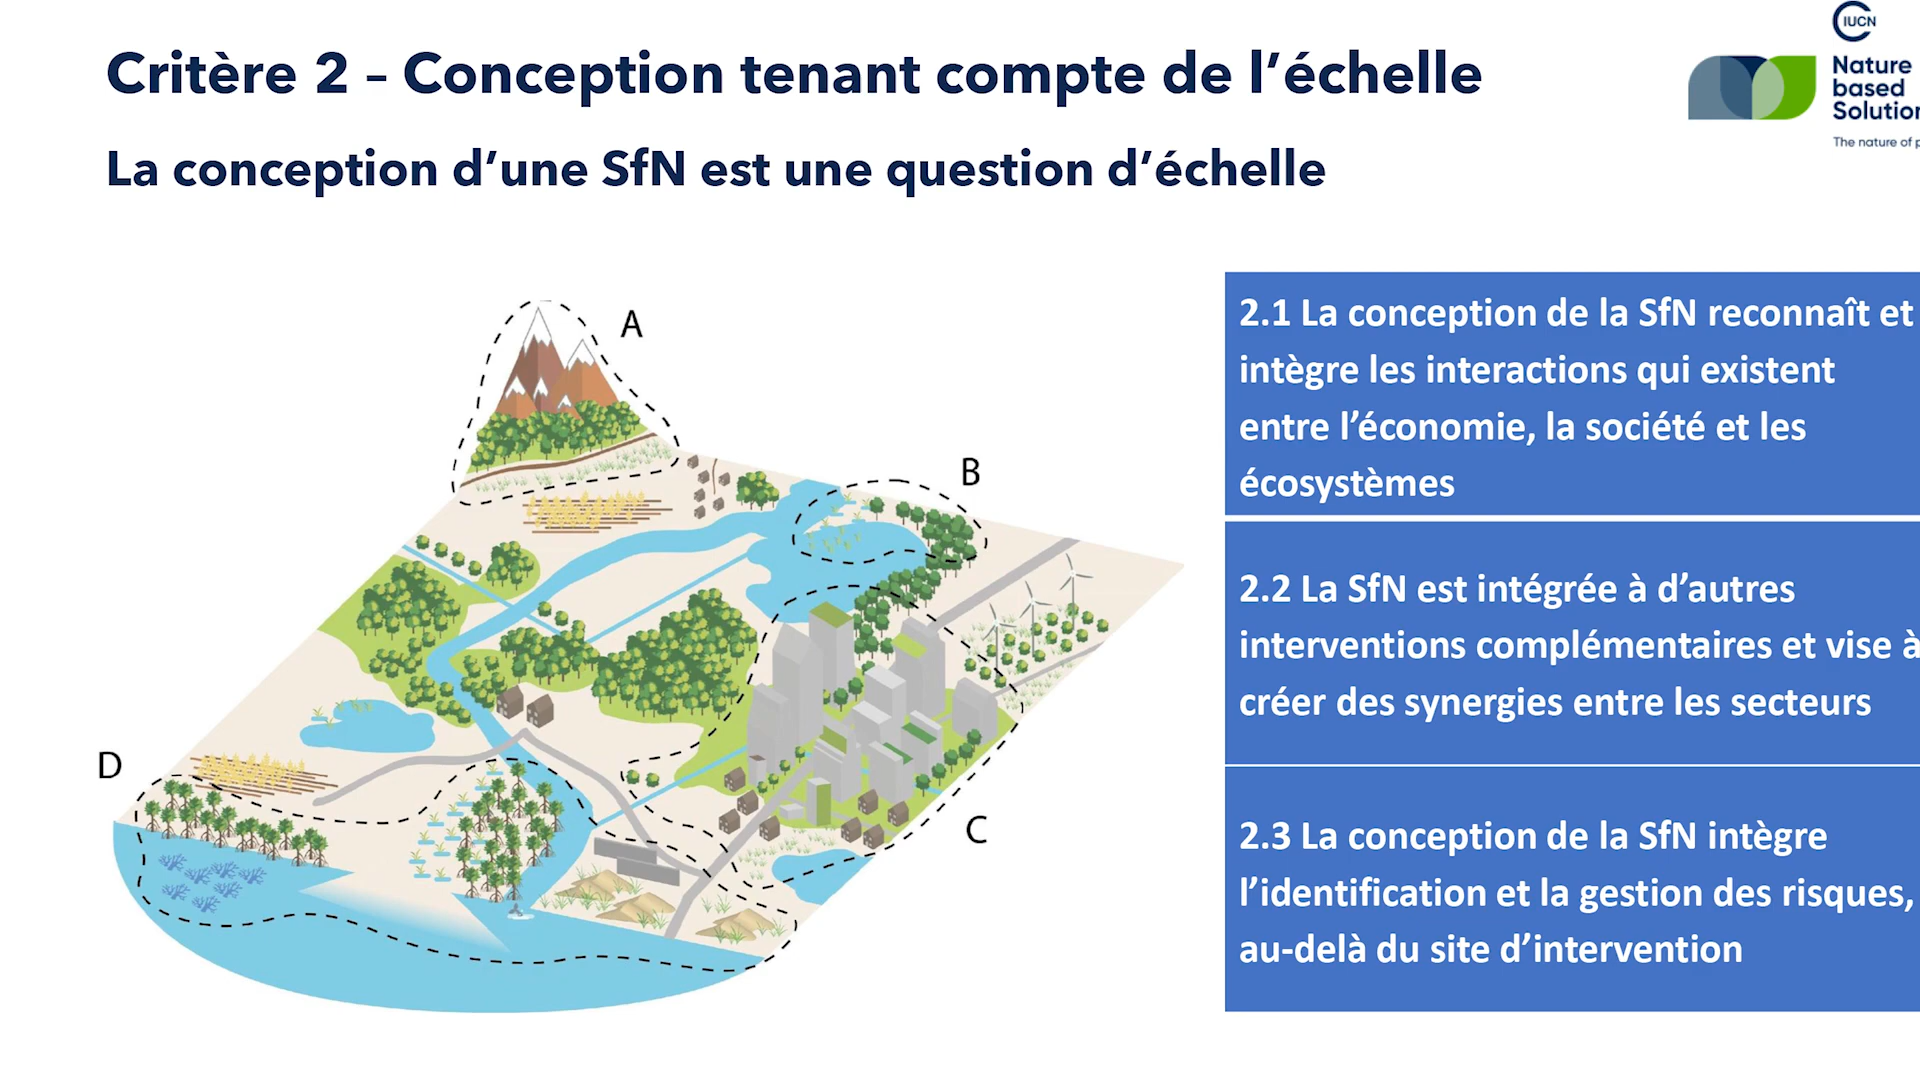 Critère 2 – Conception tenant compte de l’échelle
La conception d’une SfN est une question d’échelle
IUCN
Nature
based
The nature of
A
B
C
D
2.1 La conception de la SfN reconnaît et
intègre les interactions qui existent
entre l’économie, la société et les
écosystèmes
2.2 La SfN est intégrée à d’autres
interventions complémentaires et vise à
créer des synergies entre les secteurs
2.3 La conception de la SfN intègre
l’identification et la gestion des risques,
au-delà du site d’intervention